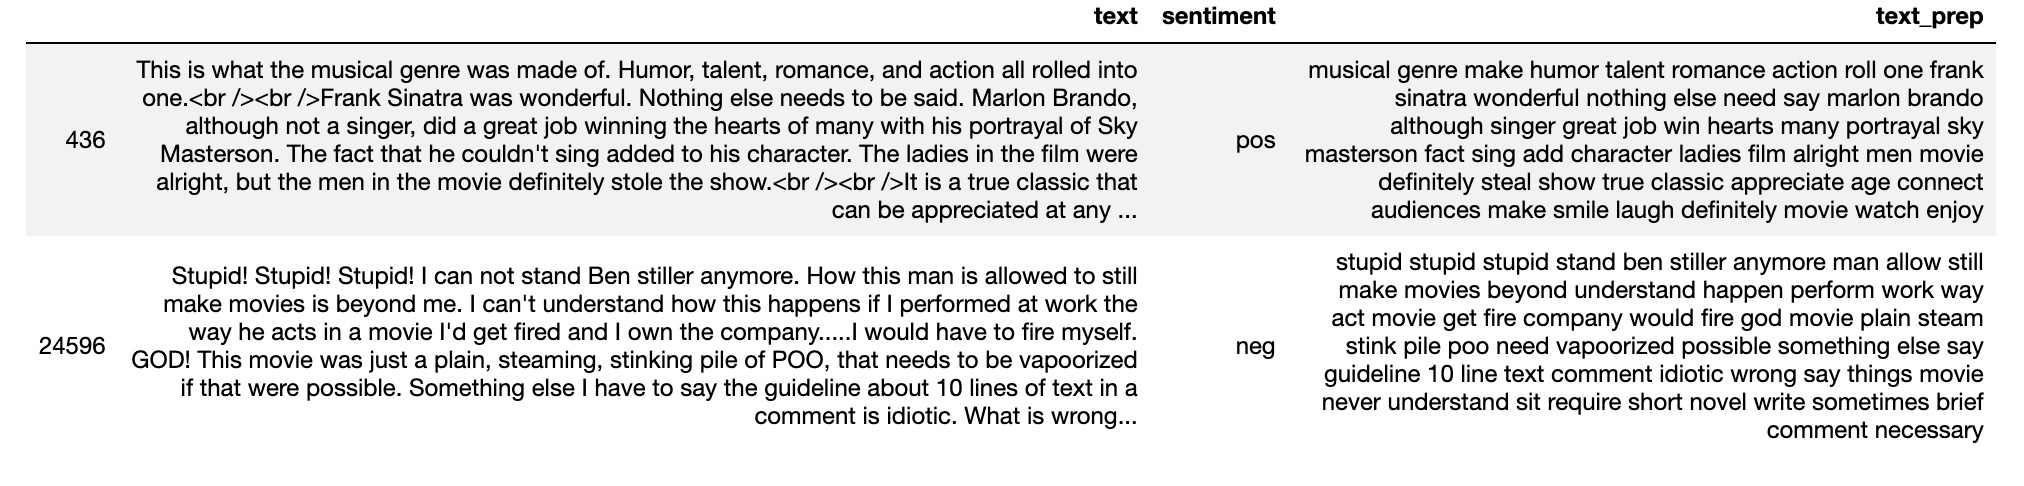 text sentiment text_prep
436
This is what the musical genre was made of. Humor, talent, romance, and action all rolled into
one.<br /><br />Frank Sinatra was wonderful. Nothing else needs to be said. Marlon Brando,
although not a singer, did a great job winning the hearts of many with his portrayal of Sky
Masterson. The fact that he couldn't sing added to his character. The ladies in the film were
alright, but the men in the movie definitely stole the show.<br /><br />It is a true classic that
can be appreciated at any ...
pos
musical genre make humor talent romance action roll one frank
sinatra wonderful nothing else need say marlon brando
although singer great job win hearts many portrayal sky
masterson fact sing add character ladies film alright men movie
definitely steal show true classic appreciate age connect
audiences make smile laugh definitely movie watch enjoy
24596
Stupid! Stupid! Stupid! I can not stand Ben stiller anymore. How this man is allowed to still
make movies is beyond me. I can't understand how this happens if I performed at work the
way he acts in a movie I'd get fired and I own the company.....I would have to fire myself.
GOD! This movie was just a plain, steaming, stinking pile of POO, that needs to be vapoorized
if that were possible. Something else I have to say the guideline about 10 lines of text in a
comment is idiotic. What is wrong...
neg
stupid stupid stupid stand ben stiller anymore man allow still
make movies beyond understand happen perform work way
act movie get fire company would fire god movie plain steam
stink pile poo need vapoorized possible something else say
guideline 10 line text comment idiotic wrong say things movie
never understand sit require short novel write sometimes brief
comment necessary